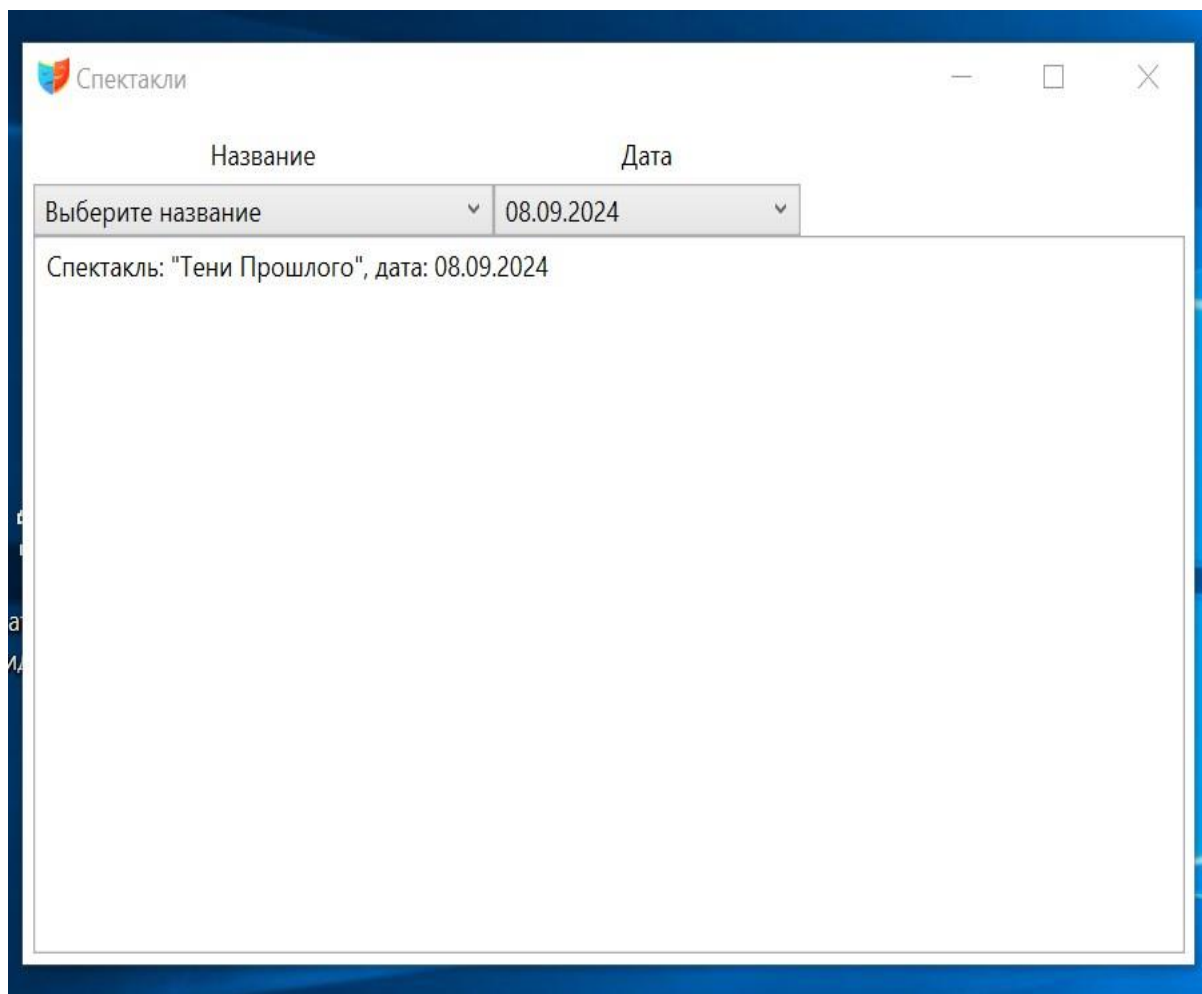 Спектакли
Название Дата
Выберите название 08.09.2024
Спектакль: "Тени Прошлого", дата: 08.09.2024